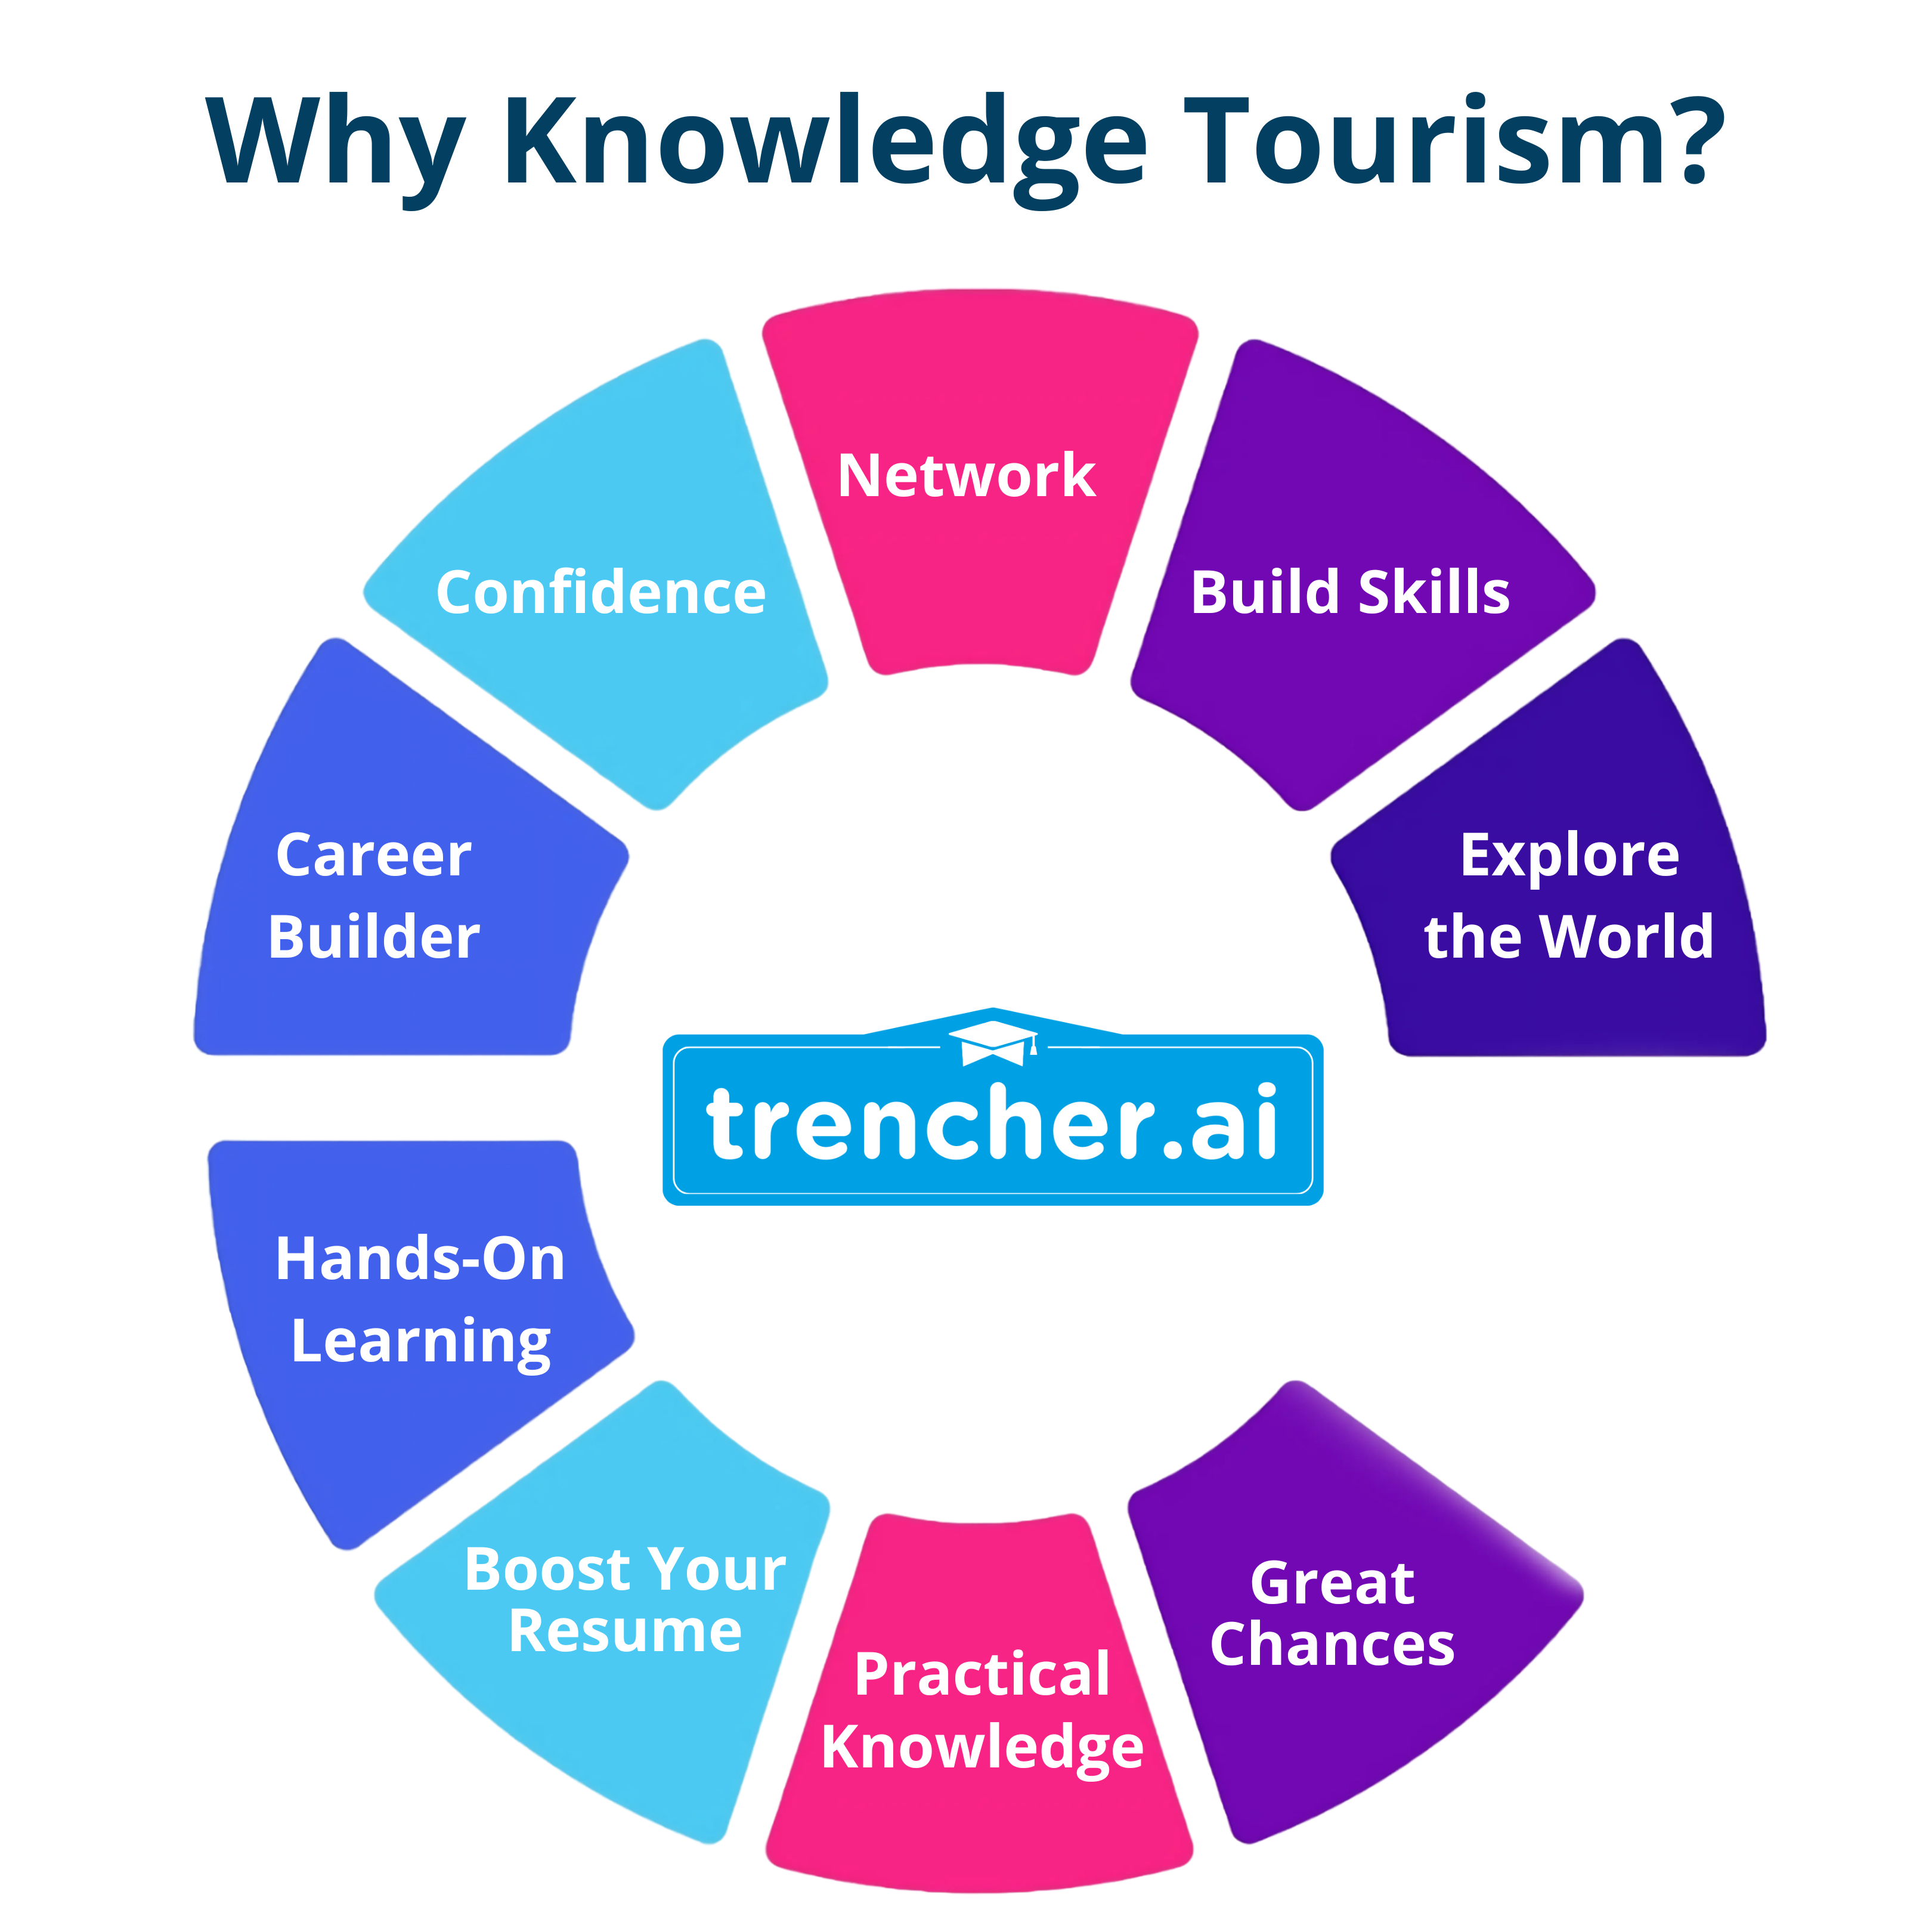 Why Knowledge Tourism?
Network
Confidence
Build Skills
Career
Builder
Explore
the World
trencher.ai
Hands-On
Learning
Boost Your
Resume
Great
Chances
Practical
Knowledge